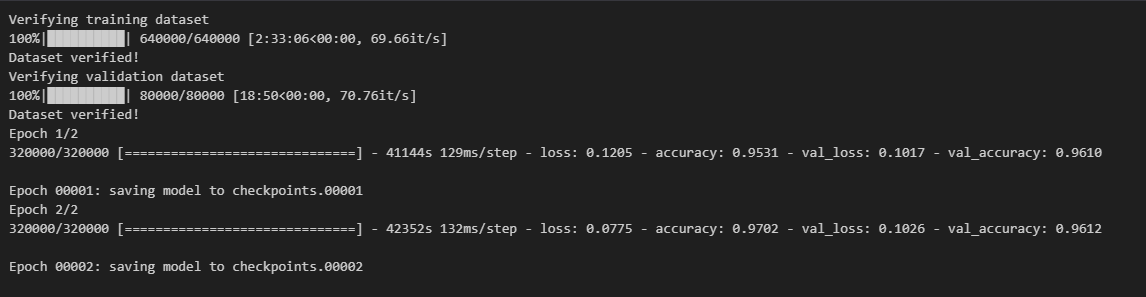 Verifying training dataset
100%|██████████| 640000/640000 [2:33:06<00:00, 69.66it/s]
Dataset verified!
Verifying validation dataset
100%|██████████| 80000/80000 [18:50<00:00, 70.76it/s]
Dataset verified!
Epoch 1/2
320000/320000 [==============================] - 41144s 129ms/step - loss: 0.1205 - accuracy: 0.9531 - val_loss: 0.1017 - val_accuracy: 0.9610
Epoch 00001: saving model to checkpoints.00001
Epoch 2/2
320000/320000 [==============================] - 42352s 132ms/step - loss: 0.0775 - accuracy: 0.9702 - val_loss: 0.1026 - val_accuracy: 0.9612
Epoch 00002: saving model to checkpoints.00002